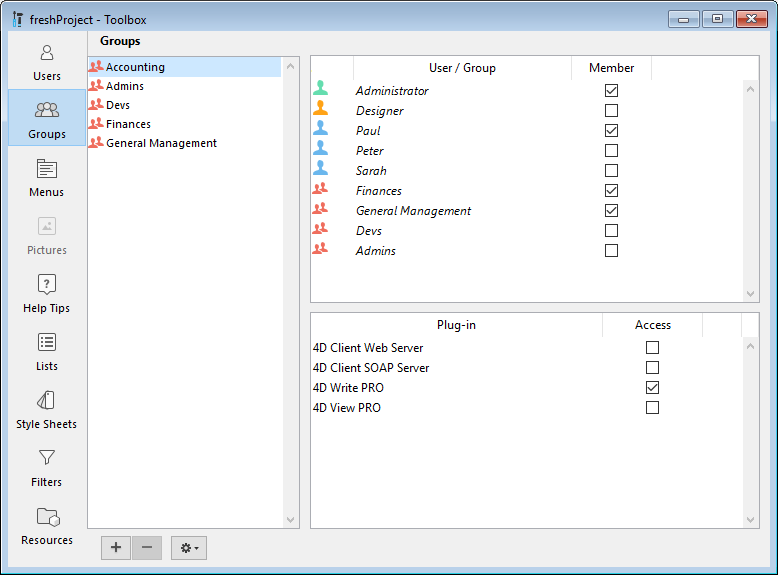 freshProject - Toolbox
Users
Groups
Menus
Pictures
Help Tips
Lists
Style Sheets
Filters
Resources
Groups
Accounting
Admins
Devs
Finances
General Management
User / Group Member
Administrator
Designer
Paul
Peter
Sarah
Finances
General Management
Devs
Admins
Plug-in Access
4D Client Web Server
4D Client SOAP Server
4D Write PRO
4D View PRO